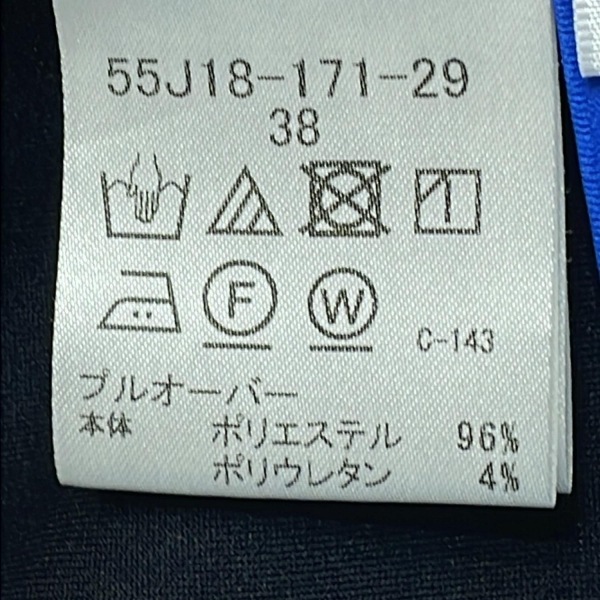 55J18-171-29
38
F W C-143
プルオーバー
本体 ポリエステル 96%
ポリウレタン 4%